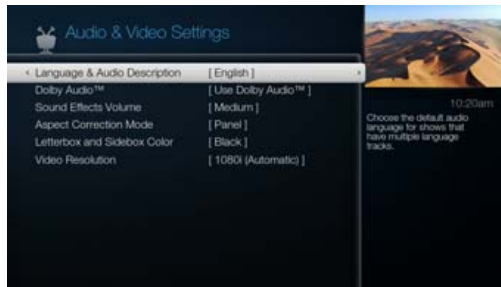 Audio & Video Settings
Language & Audio Description [ English ]
Dolby Audio™ [ Use Dolby Audio™ ]
Sound Effects Volume [ Medium ]
Aspect Correction Mode [ Panel ]
Letterbox and Sidebox Color [ Black ]
Video Resolution [ 1080i (Automatic) ]
10:20am
Choose the default audio
language for shows that
have multiple language
tracks.